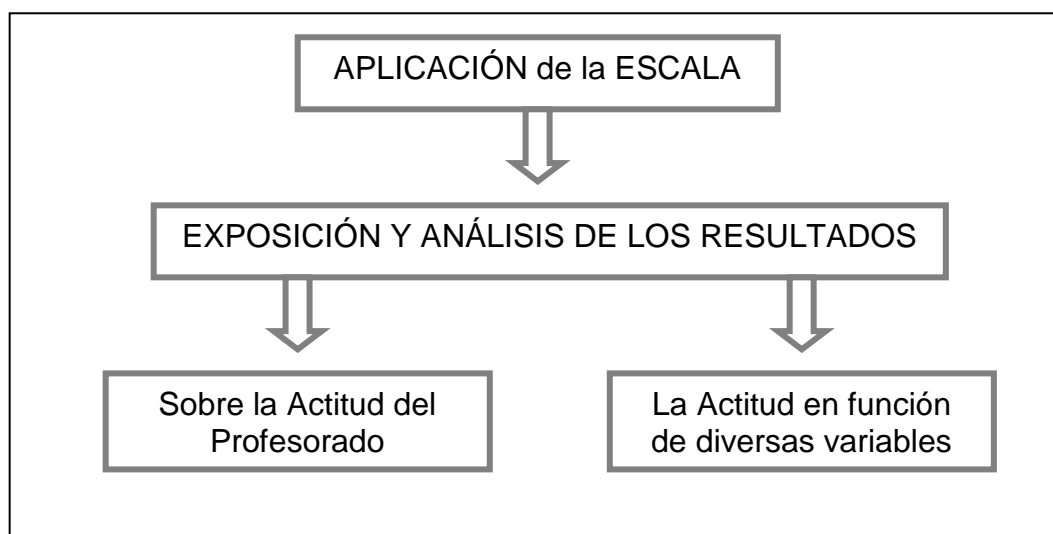 APLICACIÓN de la ESCALA
EXPOSICIÓN Y ANÁLISIS DE LOS RESULTADOS
Sobre la Actitud del
Profesorado
La Actitud en función
de diversas variables